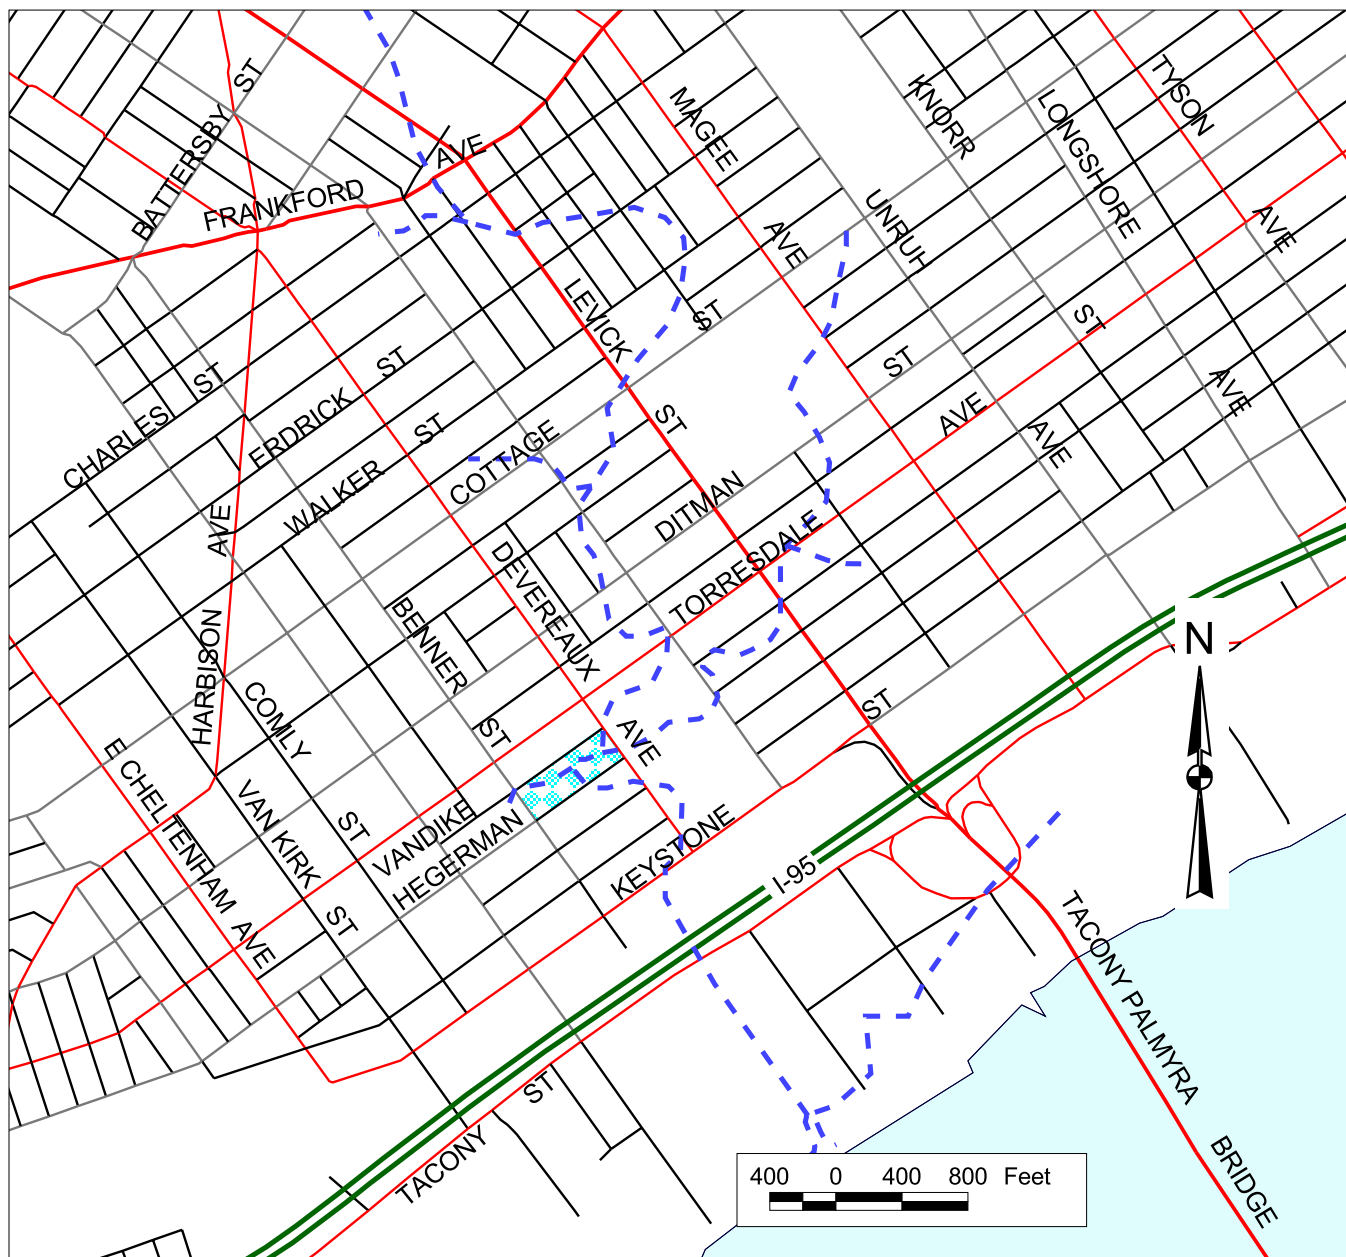 BATTERSBY ST
FRANKFORD AVE
MAGEE AVE
KNORR
LONGSHORE AVE
TYSON AVE
UNRUH AVE
LEVICK ST
ST
ST
ST
CHARLES ST
ERDRICK ST
WALKER ST
COTTAGE
DITMAN
TORRESDALE AVE
HARBISON AVE
DEVEREAUX AVE
BENNER ST
COMLY ST
VAN KIRK ST
E CHELTENHAM AVE
VANDIKE
HEGERMAN
KEYSTONE ST
I-95
TACONY ST
TACONY PALMYRA BRIDGE
N
400 0 400 800 Feet